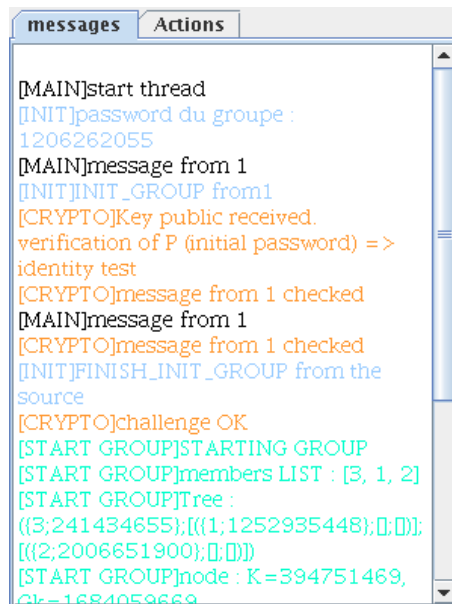 messages Actions
[MAIN]start thread
[INIT]password du groupe :
1206262055
[MAIN]message from 1
[INIT]INIT_GROUP from1
[CRYPTO]Key public received.
verification of P (initial password) = >
identity test
[CRYPTO]message from 1 checked
[MAIN]message from 1
[CRYPTO]message from 1 checked
[INIT]FINISH_INIT_GROUP from the
source
[CRYPTO]challenge OK
[START GROUP]STARTING GROUP
[START GROUP]members LIST : [3, 1, 2]
[START GROUP]Tree :
({3;241434655};[({1;1252935448};[];[])];
[({2;2006651900};[];[])])
[START GROUP]node : K=394751469,
Gk=1684059669